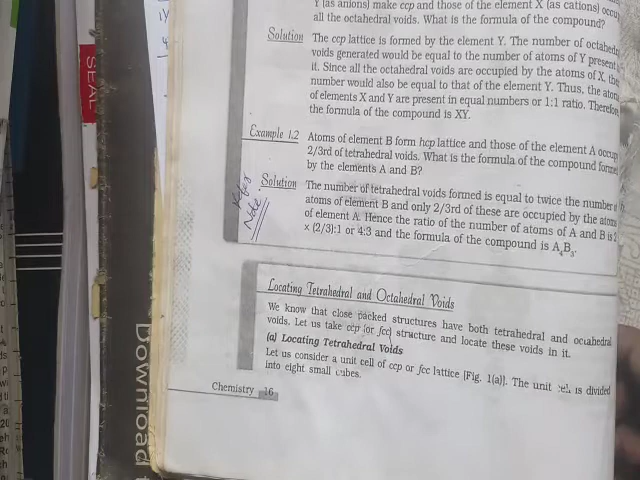 Y (as anions) make ccp and those of the element X (as cations)
all the octahedral voids. What is the formula of the compound?
Solution The ccp lattice is formed by the element Y. The number of
voids generated would be equal to the number of atoms of Y present
it. Since all the octahedral voids are occupied by the atoms of X,
number would also be equal to that of the element Y. Thus, the
of elements X and Y are present in equal numbers or 1:1 ratio.
the formula of the compound is XY.
Example 1.2 Atoms of element B form hcp lattice and those of the element A
2/3rd of tetrahedral voids. What is the formula of the compound
by the elements A and B?
Solution The number of tetrahedral voids formed is equal to twice the number
atoms of element B and only 2/3rd of these are occupied by the
of element A. Hence the ratio of the number of atoms of A and B is 2
× (2/3):1 or 4:3 and the formula of the compound is A₄B₃.
Refer
Note
Locating Tetrahedral and Octahedral Voids
We know that close packed structures have both tetrahedral and octahedral
voids. Let us take ccp (or fcc) structure and locate these voids in it.
(a) Locating Tetrahedral Voids
Let us consider a unit cell of ccp or fcc lattice [Fig. 1(a)]. The unit cell is divided
into eight small cubes.
Chemistry 16
SEAL
Download